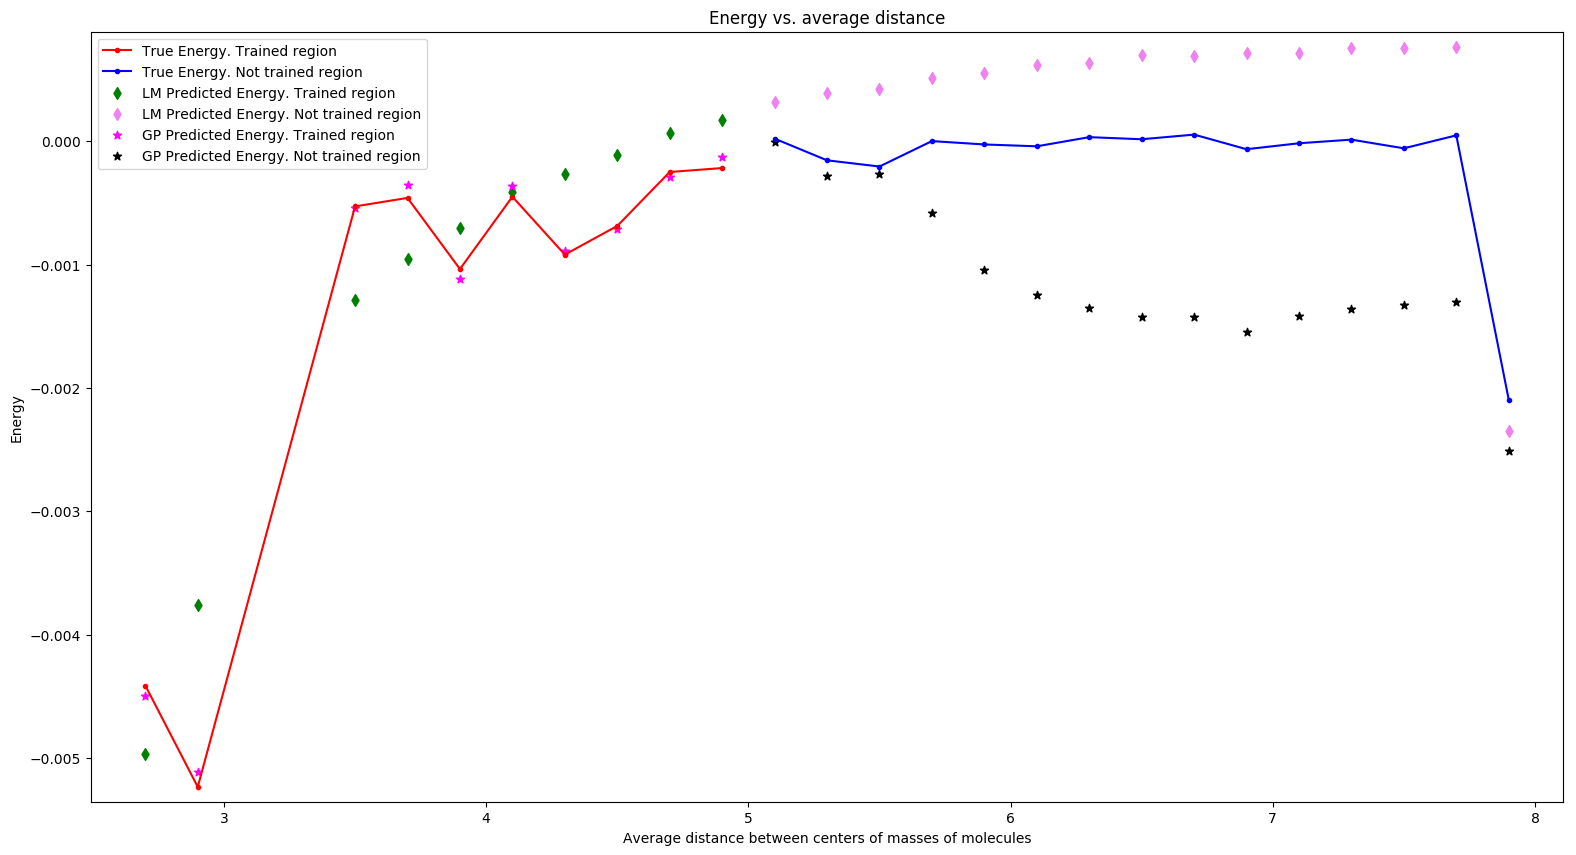 Energy vs. average distance
True Energy. Trained region
True Energy. Not trained region
LM Predicted Energy. Trained region
LM Predicted Energy. Not trained region
GP Predicted Energy. Trained region
GP Predicted Energy. Not trained region
0.000
−0.001
−0.002
−0.003
−0.004
−0.005
Energy
3
4
5
6
7
8
Average distance between centers of masses of molecules